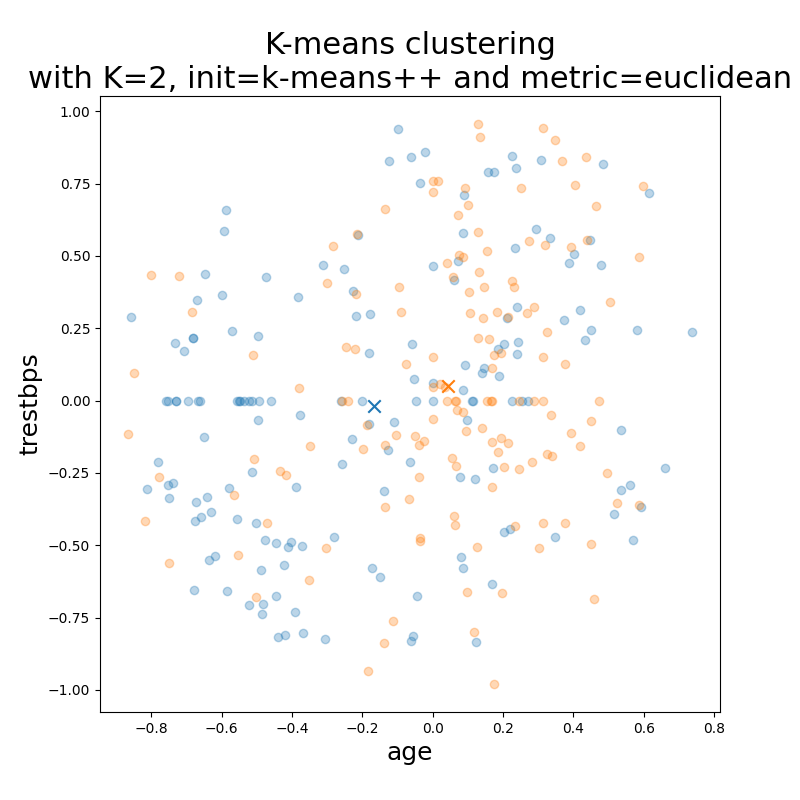 K-means clustering
with K=2, init=k-means++ and metric=euclidean
1.00
0.75
0.50
0.25
0.00
−0.25
−0.50
−0.75
−1.00
trestbps
−0.8 −0.6 −0.4 −0.2 0.0 0.2 0.4 0.6 0.8
age